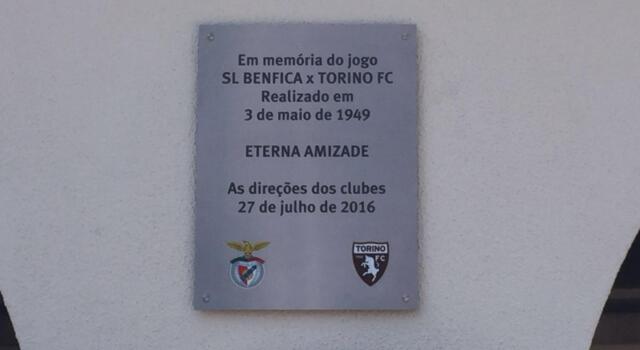 Em memória do jogo
SL BENFICA x TORINO FC
Realizado em
3 de maio de 1949
ETERNA AMIZADE
As direções dos clubes
27 de julho de 2016
TORINO
FC